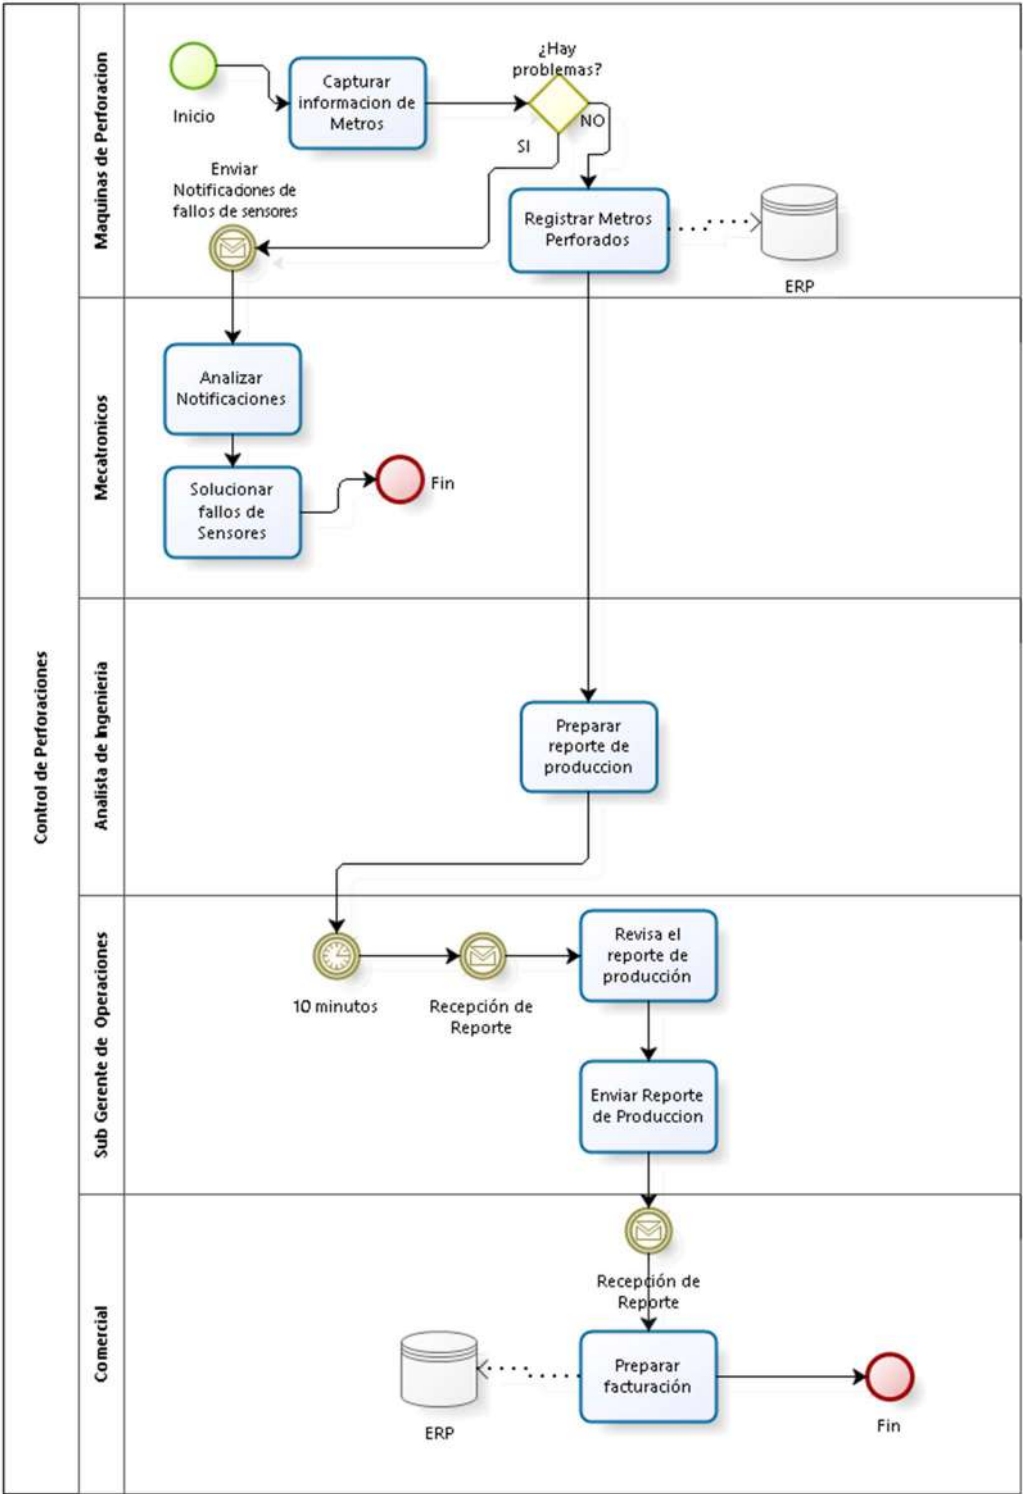 Control de Perforaciones
Maquinas de Perforacion
Inicio
Capturar
informacion de
Metros
¿Hay
problemas?
NO
SI
Enviar
Notificaciones de
fallos de sensores
Registrar Metros
Perforados
ERP
Mecatronicos
Analizar
Notificaciones
Solucionar
fallos de
Sensores
Fin
Analista de Ingenieria
Preparar
reporte de
produccion
Sub Gerente de Operaciones
10 minutos
Recepción de
Reporte
Revisa el
reporte de
producción
Enviar Reporte
de Produccion
Comercial
Recepción de
Reporte
Preparar
facturación
ERP
Fin